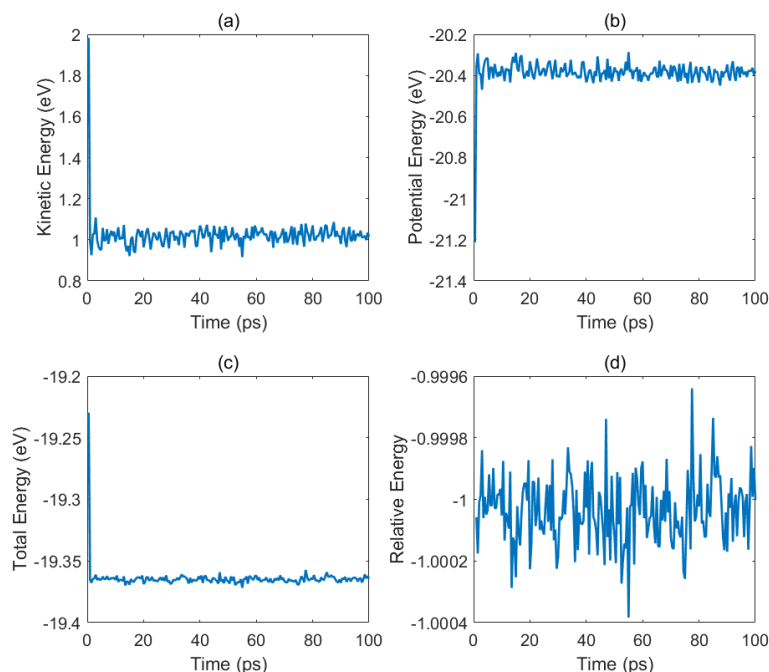 (a)
Kinetic Energy (eV)
2
1.8
1.6
1.4
1.2
1
0.8
0 20 40 60 80 100
Time (ps)
(b)
Potential Energy (eV)
-20.2
-20.4
-20.6
-20.8
-21
-21.2
-21.4
0 20 40 60 80 100
Time (ps)
(c)
Total Energy (eV)
-19.2
-19.25
-19.3
-19.35
-19.4
0 20 40 60 80 100
Time (ps)
(d)
Relative Energy
-0.9996
-0.9998
-1
-1.0002
-1.0004
0 20 40 60 80 100
Time (ps)